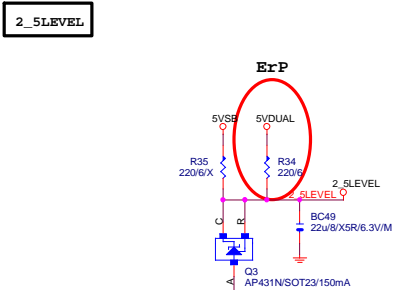 2_5LEVEL
ErP
5VSB
5VDUAL
R35
220/6/X
R34
220/6
2_5LEVEL
2_5LEVEL
BC49
22u/8/X5R/6.3V/M
C
R
A
Q3
AP431N/SOT23/150mA